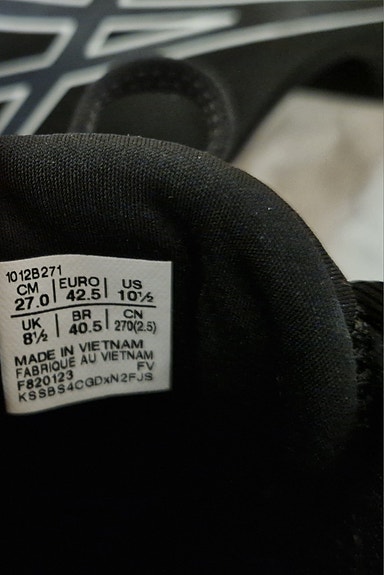 1012B271
CM 27.0 | EURO 42.5 | US 10½
UK 8½ | BR 40.5 | CN 270(2.5)
MADE IN VIETNAM
FABRIQUE AU VIETNAM
F820123 FV
KSSBS4CGDxN2FJS